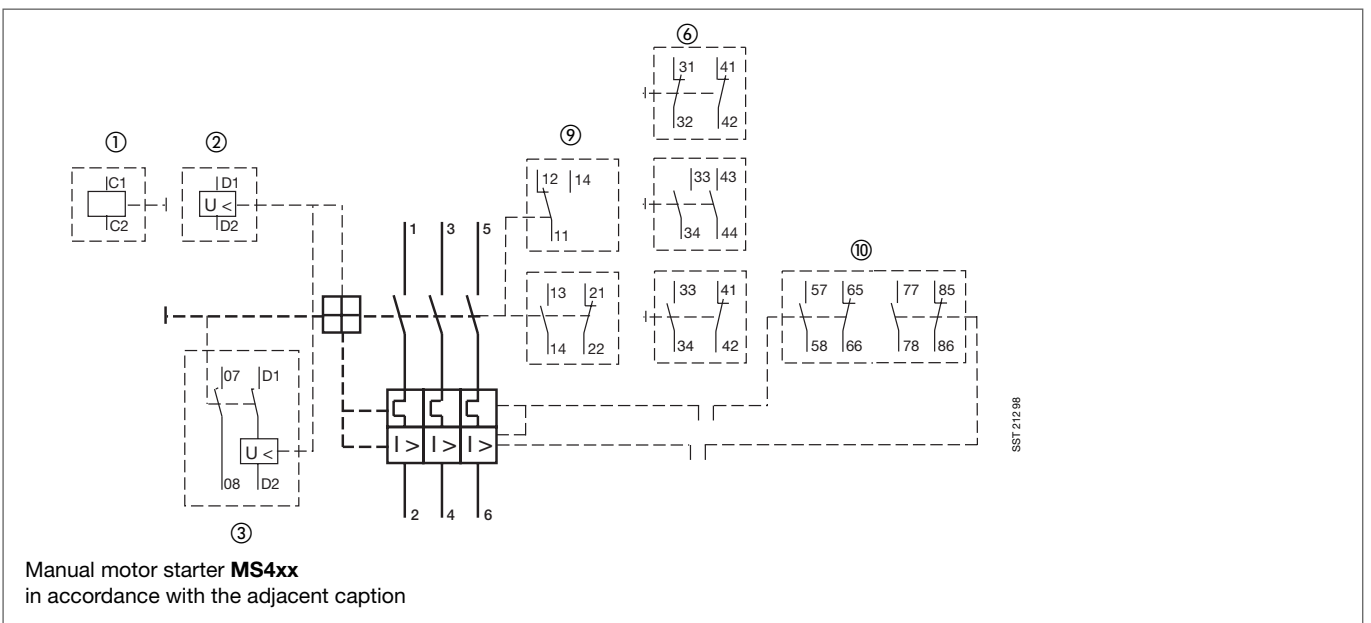 ⑥
31 41
32 42
① ② ⑨
C1 D1 12 14 33 43
U <
C2 D2 11 34 44
1 3 5 ⑩
13 21 33 41 57 65 77 85
14 22 34 42 58 66 78 86
07 D1
U < I > I > I >
08 D2
2 4 6
③
SST 212 98
Manual motor starter MS4xx
in accordance with the adjacent caption